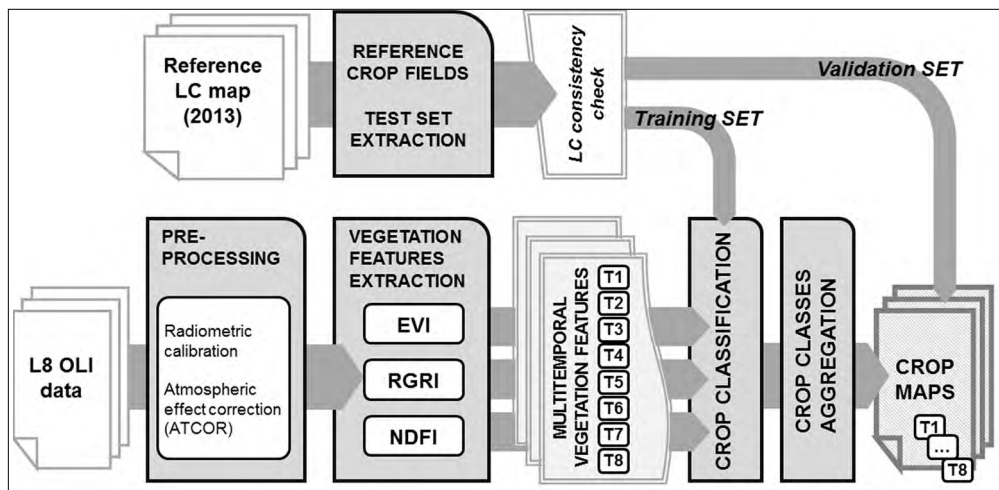 Reference
LC map
(2013)
REFERENCE
CROP FIELDS
TEST SET
EXTRACTION
LC consistency
check
Validation SET
Training SET
L8 OLI
data
PRE-
PROCESSING
Radiometric
calibration
Atmospheric
effect correction
(ATCOR)
VEGETATION
FEATURES
EXTRACTION
EVI
RGRI
NDFI
MULTITEMPORAL
VEGETATION FEATURES
T1
T2
T3
T4
T5
T6
T7
T8
CROP CLASSIFICATION
CROP CLASSES
AGGREGATION
CROP
MAPS
T1
...
T8